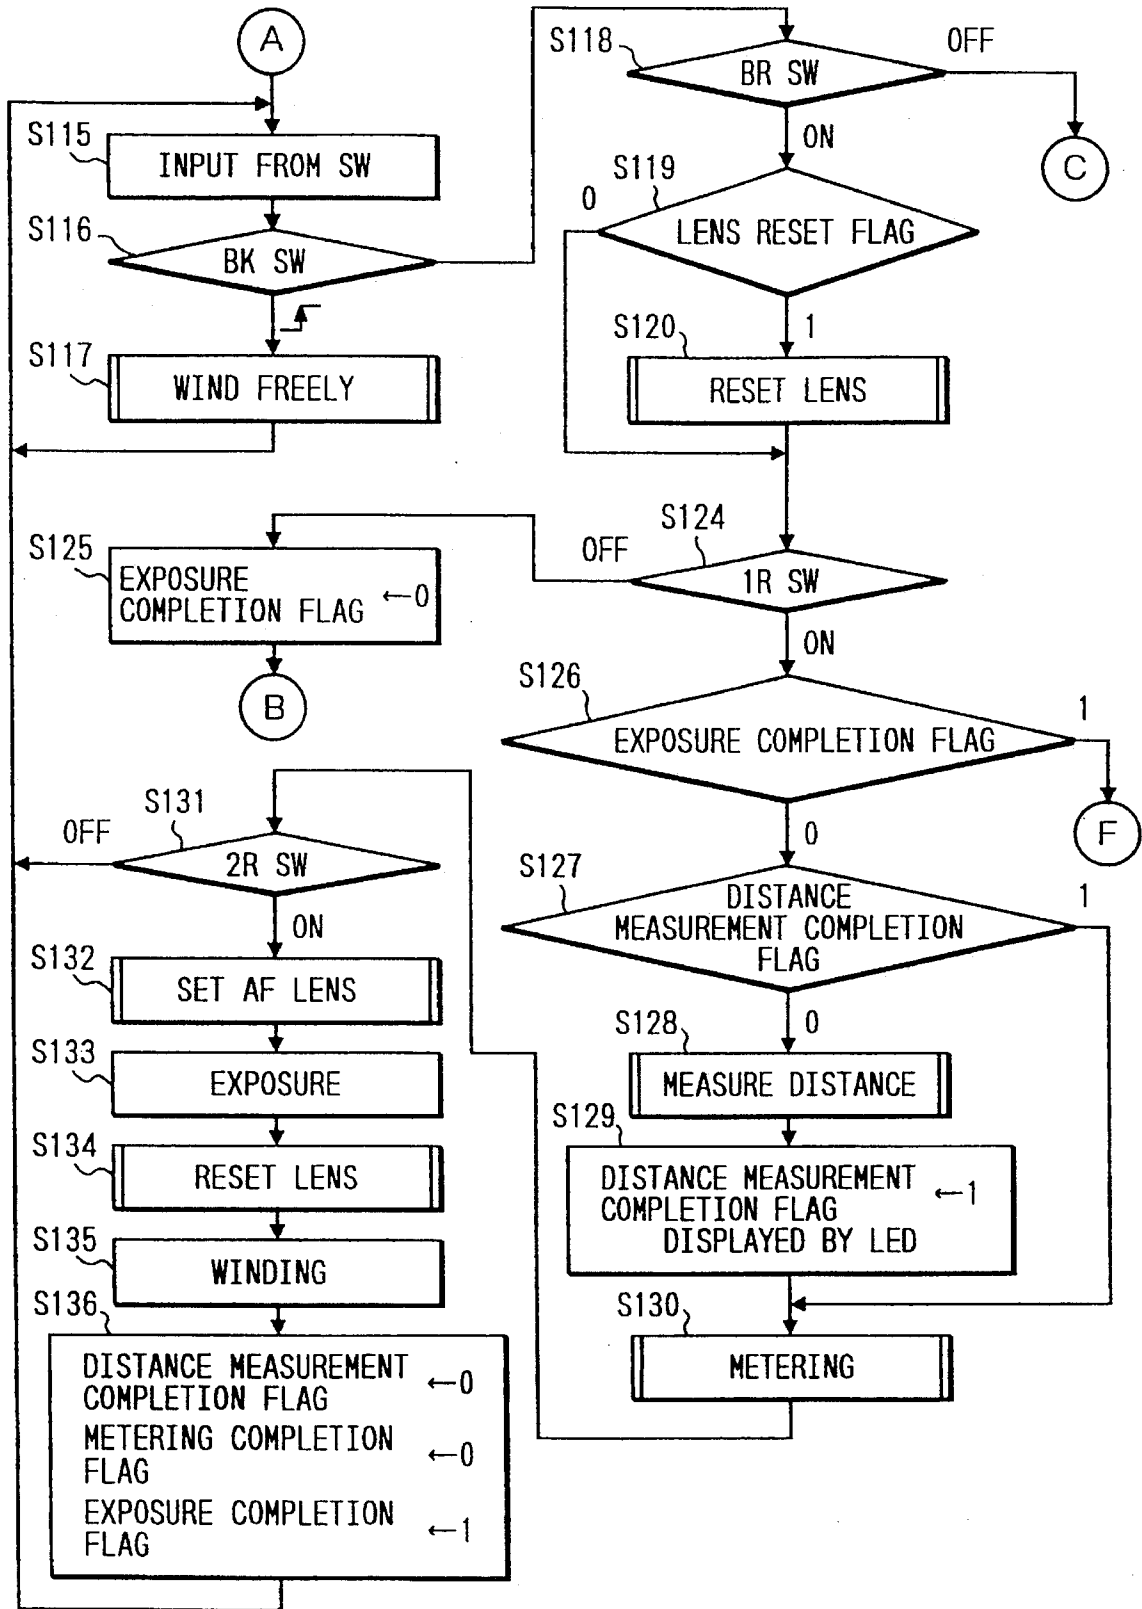 A
S115
INPUT FROM SW
S116
BK SW
S117
WIND FREELY
S118
BR SW
OFF
ON
C
S119
0
LENS RESET FLAG
1
S120
RESET LENS
S124
OFF
1R SW
ON
S125
EXPOSURE
COMPLETION FLAG ←0
B
S126
EXPOSURE COMPLETION FLAG
1
0
F
S127
DISTANCE
MEASUREMENT COMPLETION
FLAG
1
0
S128
MEASURE DISTANCE
S129
DISTANCE MEASUREMENT
COMPLETION FLAG ←1
DISPLAYED BY LED
S130
METERING
S131
OFF
2R SW
ON
S132
SET AF LENS
S133
EXPOSURE
S134
RESET LENS
S135
WINDING
S136
DISTANCE MEASUREMENT
COMPLETION FLAG ←0
METERING COMPLETION
FLAG ←0
EXPOSURE COMPLETION
FLAG ←1